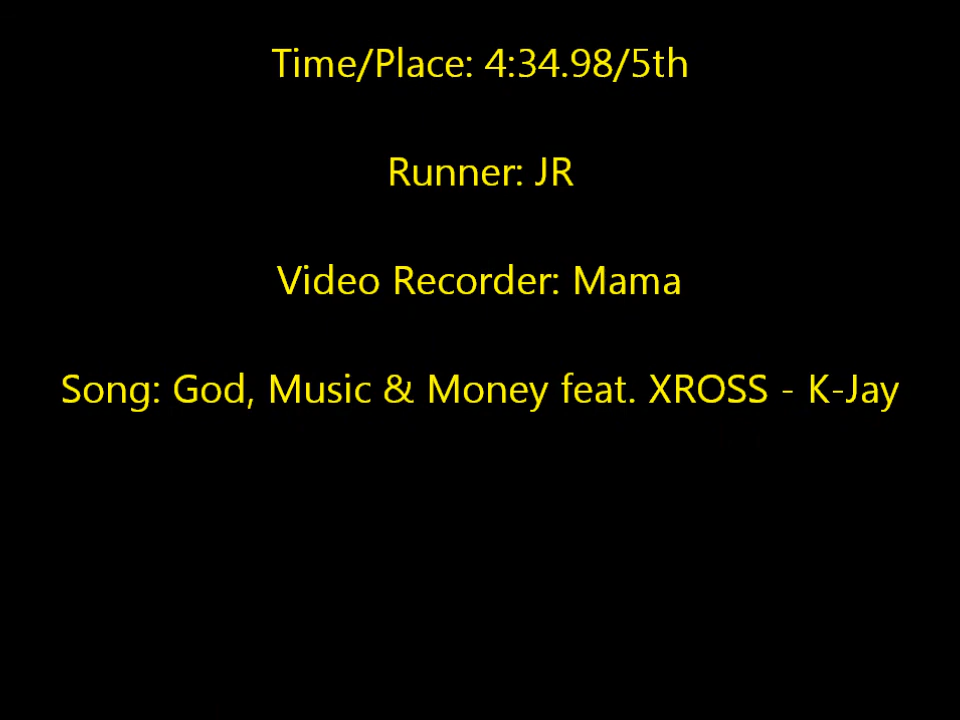 Time/Place: 4:34.98/5th
Runner: JR
Video Recorder: Mama
Song: God, Music & Money feat. XROSS - K-Jay